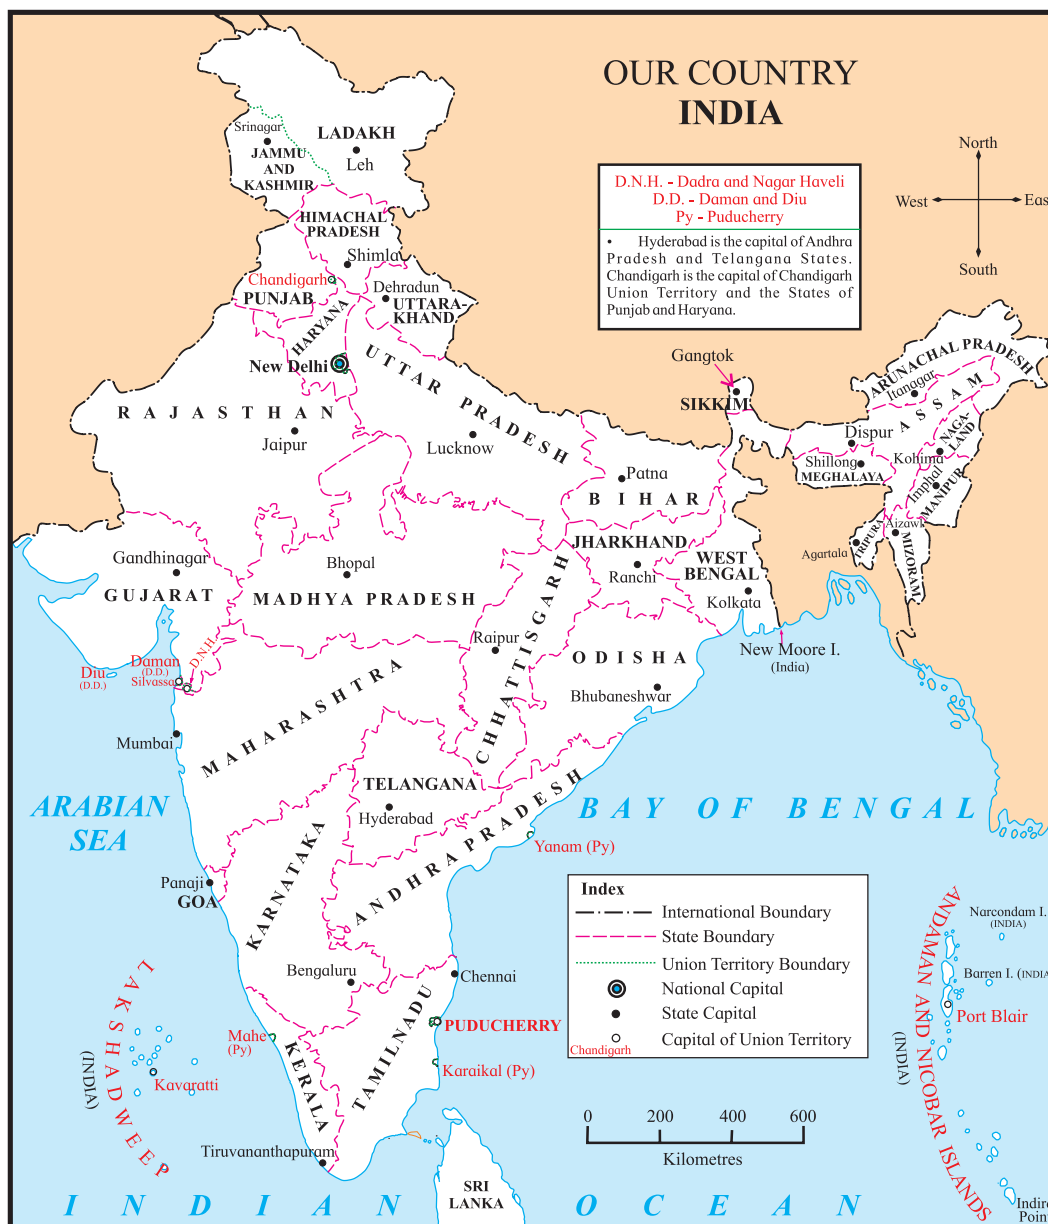 OUR COUNTRY
INDIA
North
West
East
South
D.N.H. - Dadra and Nagar Haveli
D.D. - Daman and Diu
Py - Puducherry
• Hyderabad is the capital of Andhra
Pradesh and Telangana States.
Chandigarh is the capital of Chandigarh
Union Territory and the States of
Punjab and Haryana.
Srinagar
LADAKH
Leh
JAMMU
AND
KASHMIR
HIMACHAL
PRADESH
Shimla
Chandigarh
PUNJAB
Dehradun
UTTARA-
KHAND
HARYANA
New Delhi
UTTAR PRADESH
RAJASTHAN
Jaipur
Lucknow
Gangtok
SIKKIM
ARUNACHAL PRADESH
Itanagar
ASSAM
Dispur
NAGA-
LAND
Kohima
Shillong
MEGHALAYA
Imphal
MANIPUR
Patna
BIHAR
TRIPURA
Aizawl
Agartala
MIZORAM
Gandhinagar
GUJARAT
Bhopal
MADHYA PRADESH
JHARKHAND
Ranchi
WEST
BENGAL
Kolkata
CHHATTISGARH
Raipur
New Moore I.
(India)
ODISHA
Bhubaneshwar
D.N.H.
Daman
(D.D.)
Diu
(D.D.)
Silvassa
MAHARASHTRA
Mumbai
TELANGANA
Hyderabad
ARABIAN
SEA
BAY OF BENGAL
ANDHRA PRADESH
Yanam (Py)
KARNATAKA
Panaji
GOA
Bengaluru
Chennai
TAMILNADU
PUDUCHERRY
Mahe
(Py)
KERALA
Karaikal (Py)
Tiruvananthapuram
LAKSHADWEEP
(INDIA)
Kavaratti
Index
International Boundary
State Boundary
Union Territory Boundary
National Capital
State Capital
Chandigarh
Capital of Union Territory
0 200 400 600
Kilometres
ANDAMAN AND NICOBAR ISLANDS
(INDIA)
Narcondam I.
(INDIA)
Barren I. (INDIA
Port Blair
Indira
Point
SRI
LANKA
INDIAN OCEAN